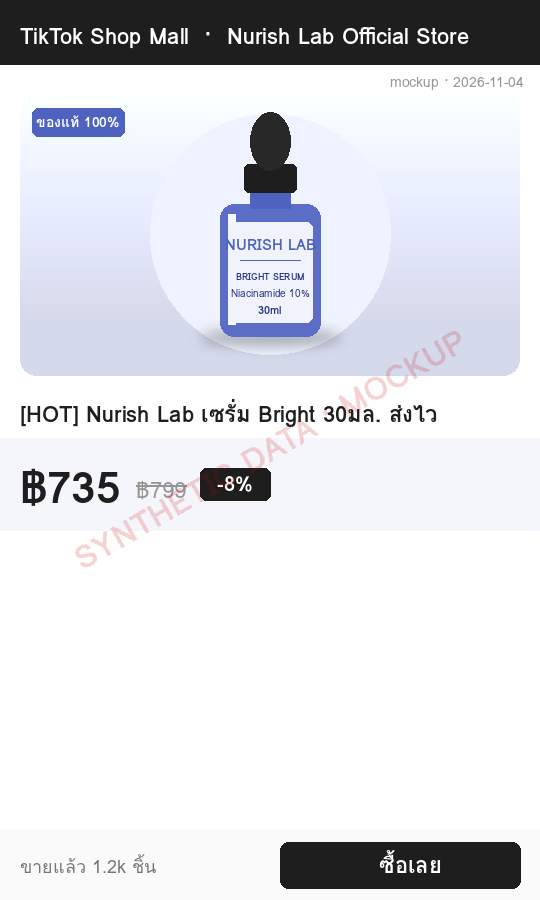 TikTok Shop Mall · Nurish Lab Official Store
mockup · 2026-11-04
ของแท้ 100%
NURISH LAB
BRIGHT SERUM
Niacinamide 10%
30ml
[HOT] Nurish Lab เซรั่ม Bright 30มล. ส่งไว
฿735 ฿799 -8%
SYNTHETIC DATA · MOCKUP
ขายแล้ว 1.2k ชิ้น
ซื้อเลย